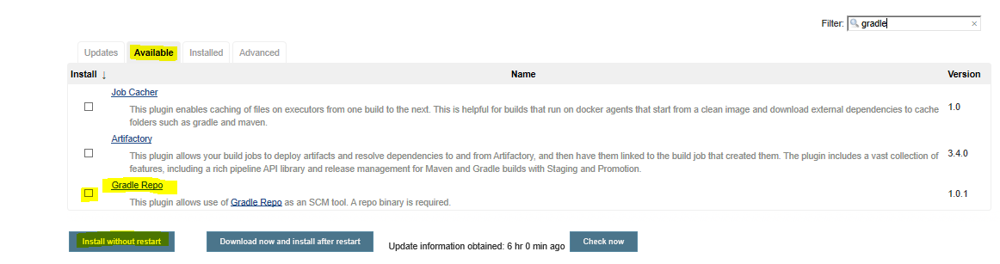 Filter: gradle ×
Updates Available Installed Advanced
Install ↓ Name Version
Job Cacher
This plugin enables caching of files on executors from one build to the next. This is helpful for builds that run on docker agents that start from a clean image and download external dependencies to cache
folders such as gradle and maven.
1.0
Artifactory
This plugin allows your build jobs to deploy artifacts and resolve dependencies to and from Artifactory, and then have them linked to the build job that created them. The plugin includes a vast collection of
features, including a rich pipeline API library and release management for Maven and Gradle builds with Staging and Promotion.
3.4.0
Gradle Repo
This plugin allows use of Gradle Repo as an SCM tool. A repo binary is required.
1.0.1
Install without restart Download now and install after restart Update information obtained: 6 hr 0 min ago Check now